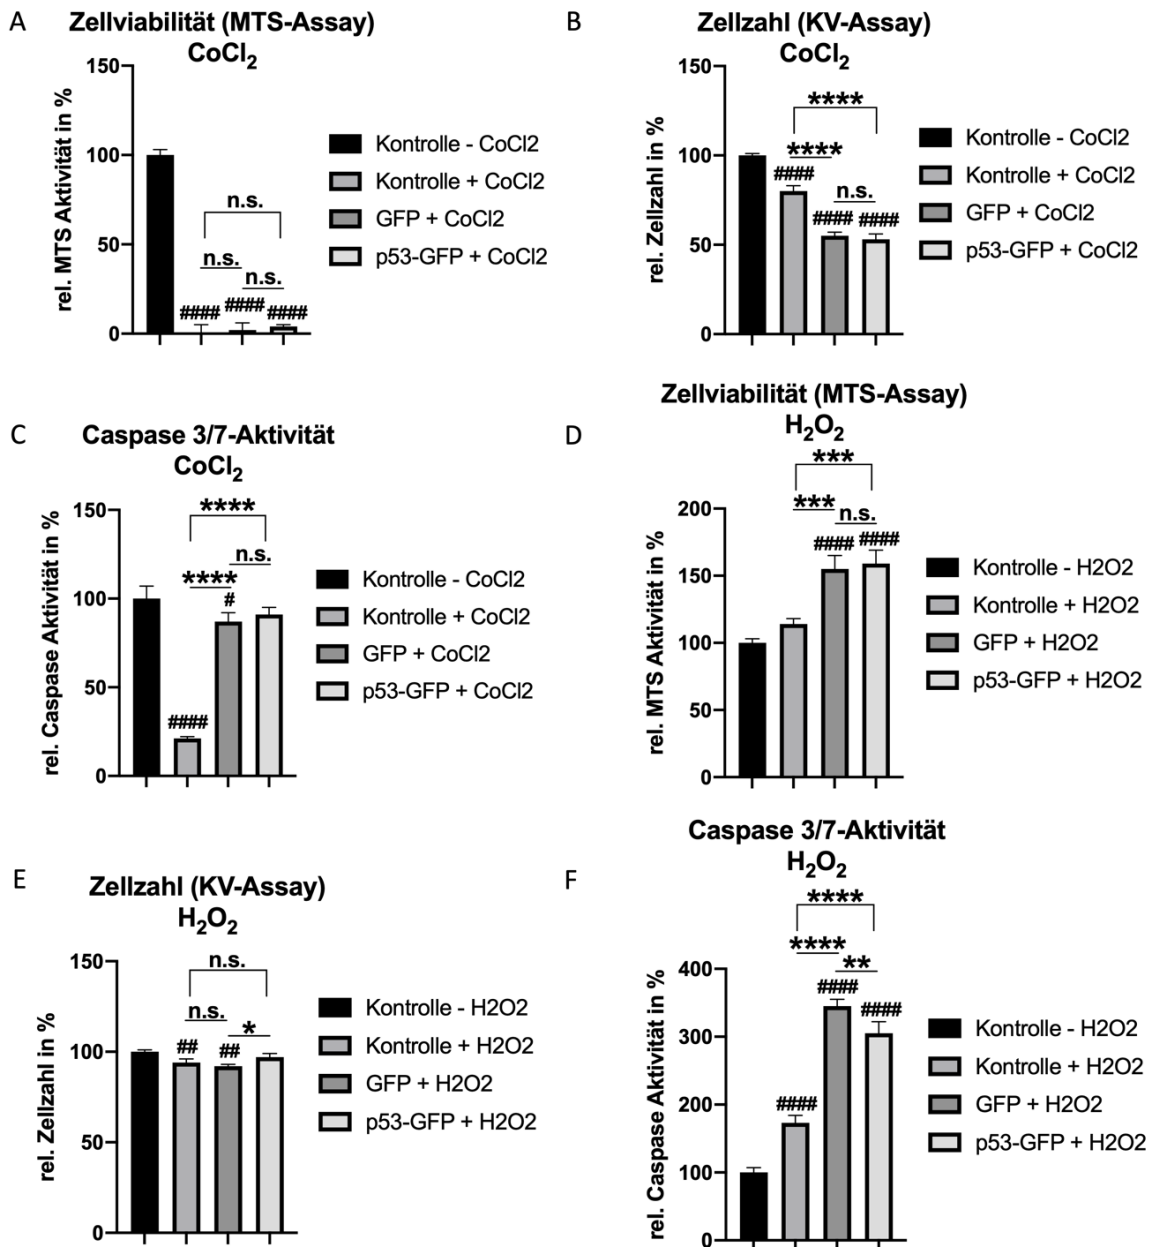 A
Zellviabilität (MTS-Assay)
CoCl2
rel. MTS Aktivität in %
150
100
50
0
n.s.
n.s.
n.s.
####
####
####
Kontrolle - CoCl2
Kontrolle + CoCl2
GFP + CoCl2
p53-GFP + CoCl2
B
Zellzahl (KV-Assay)
CoCl2
rel. Zellzahl in %
150
100
50
0
****
****
####
n.s.
####
####
Kontrolle - CoCl2
Kontrolle + CoCl2
GFP + CoCl2
p53-GFP + CoCl2
C
Caspase 3/7-Aktivität
CoCl2
rel. Caspase Aktivität in %
150
100
50
0
****
n.s.
****
#
####
Kontrolle - CoCl2
Kontrolle + CoCl2
GFP + CoCl2
p53-GFP + CoCl2
D
Zellviabilität (MTS-Assay)
H2O2
rel. MTS Aktivität in %
200
150
100
50
0
***
***
n.s.
####
####
Kontrolle - H2O2
Kontrolle + H2O2
GFP + H2O2
p53-GFP + H2O2
E
Zellzahl (KV-Assay)
H2O2
rel. Zellzahl in %
150
100
50
0
n.s.
n.s.
*
##
##
Kontrolle - H2O2
Kontrolle + H2O2
GFP + H2O2
p53-GFP + H2O2
F
Caspase 3/7-Aktivität
H2O2
rel. Caspase Aktivität in %
400
300
200
100
0
****
****
**
####
####
####
Kontrolle - H2O2
Kontrolle + H2O2
GFP + H2O2
p53-GFP + H2O2